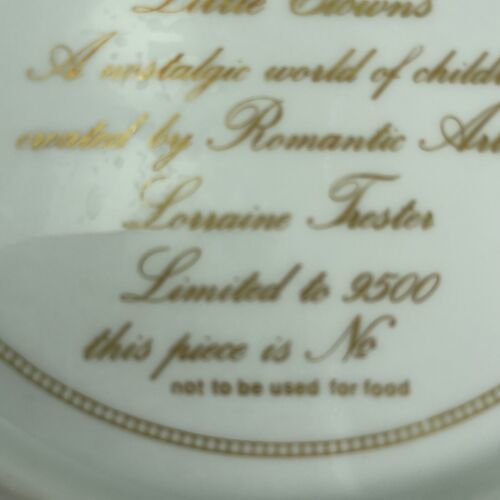 Little Clowns
A nostalgic world of child
created by Romantic Ar
Lorraine Trester
Limited to 9500
this piece is No
not to be used for food